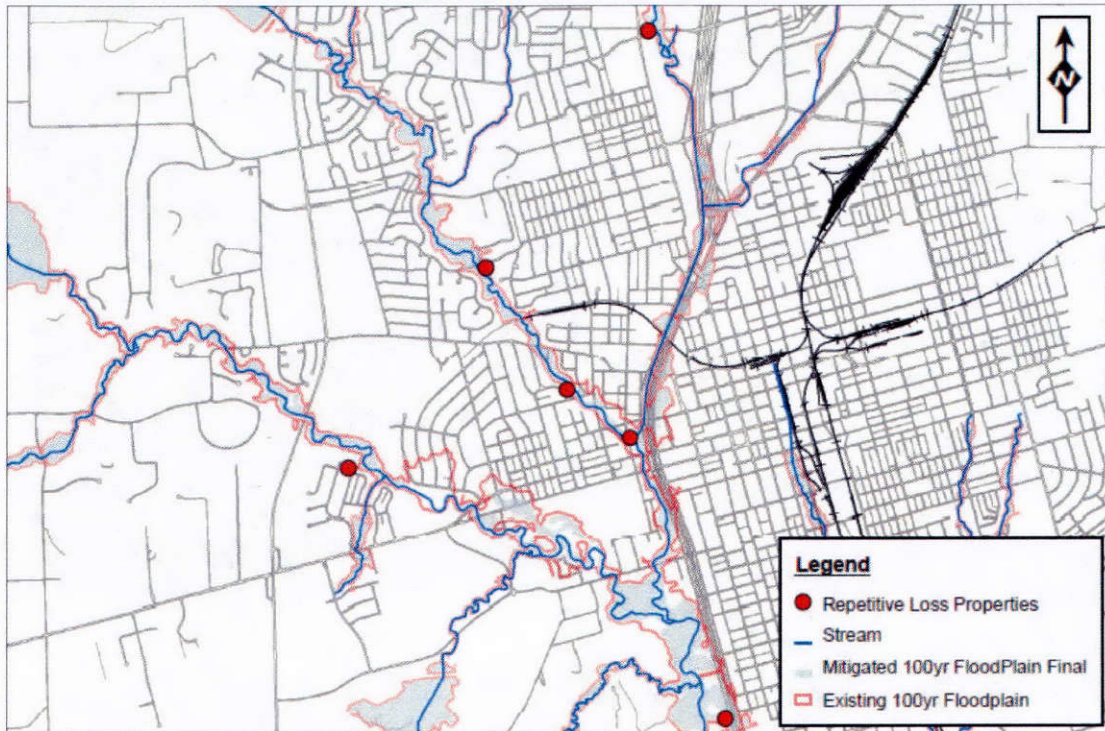 N
Legend
Repetitive Loss Properties
Stream
Mitigated 100yr FloodPlain Final
Existing 100yr Floodplain